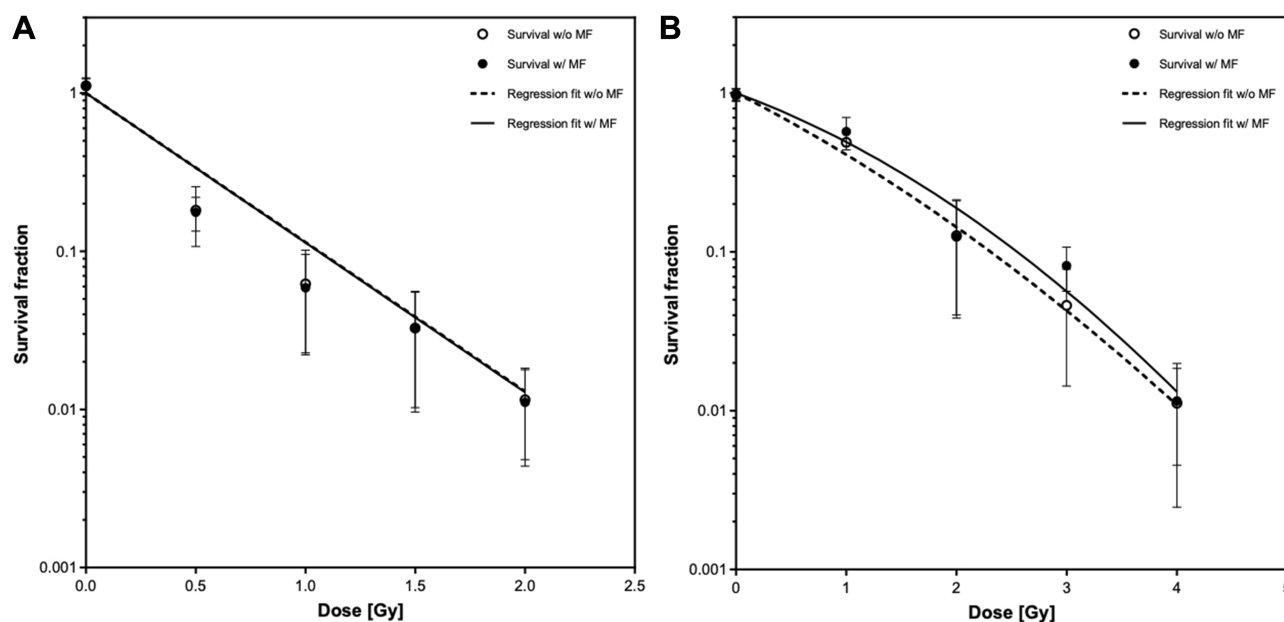 A
Survival w/o MF
Survival w/ MF
Regression fit w/o MF
Regression fit w/ MF
1
0.1
0.01
0.001
Survival fraction
0.0 0.5 1.0 1.5 2.0 2.5
Dose [Gy]
B
Survival w/o MF
Survival w/ MF
Regression fit w/o MF
Regression fit w/ MF
1
0.1
0.01
0.001
Survival fraction
0 1 2 3 4 5
Dose [Gy]